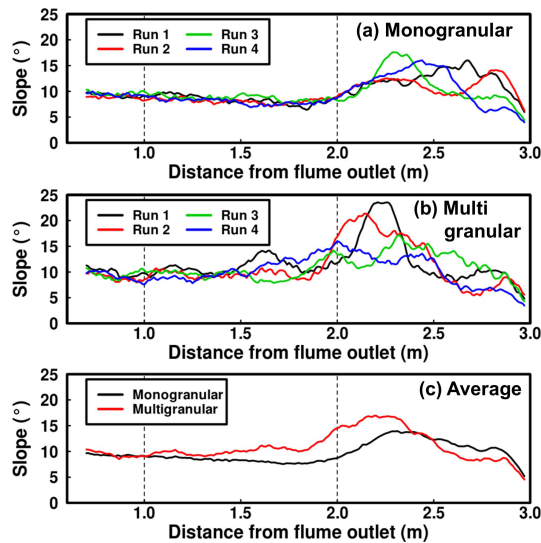 25
20
15
10
5
0
Slope (°)
Run 1
Run 2
Run 3
Run 4
(a) Monogranular
1.0 1.5 2.0 2.5 3.0
Distance from flume outlet (m)
25
20
15
10
5
0
Slope (°)
Run 1
Run 2
Run 3
Run 4
(b) Multi
granular
1.0 1.5 2.0 2.5 3.0
Distance from flume outlet (m)
25
20
15
10
5
0
Slope (°)
Monogranular
Multigranular
(c) Average
1.0 1.5 2.0 2.5 3.0
Distance from flume outlet (m)